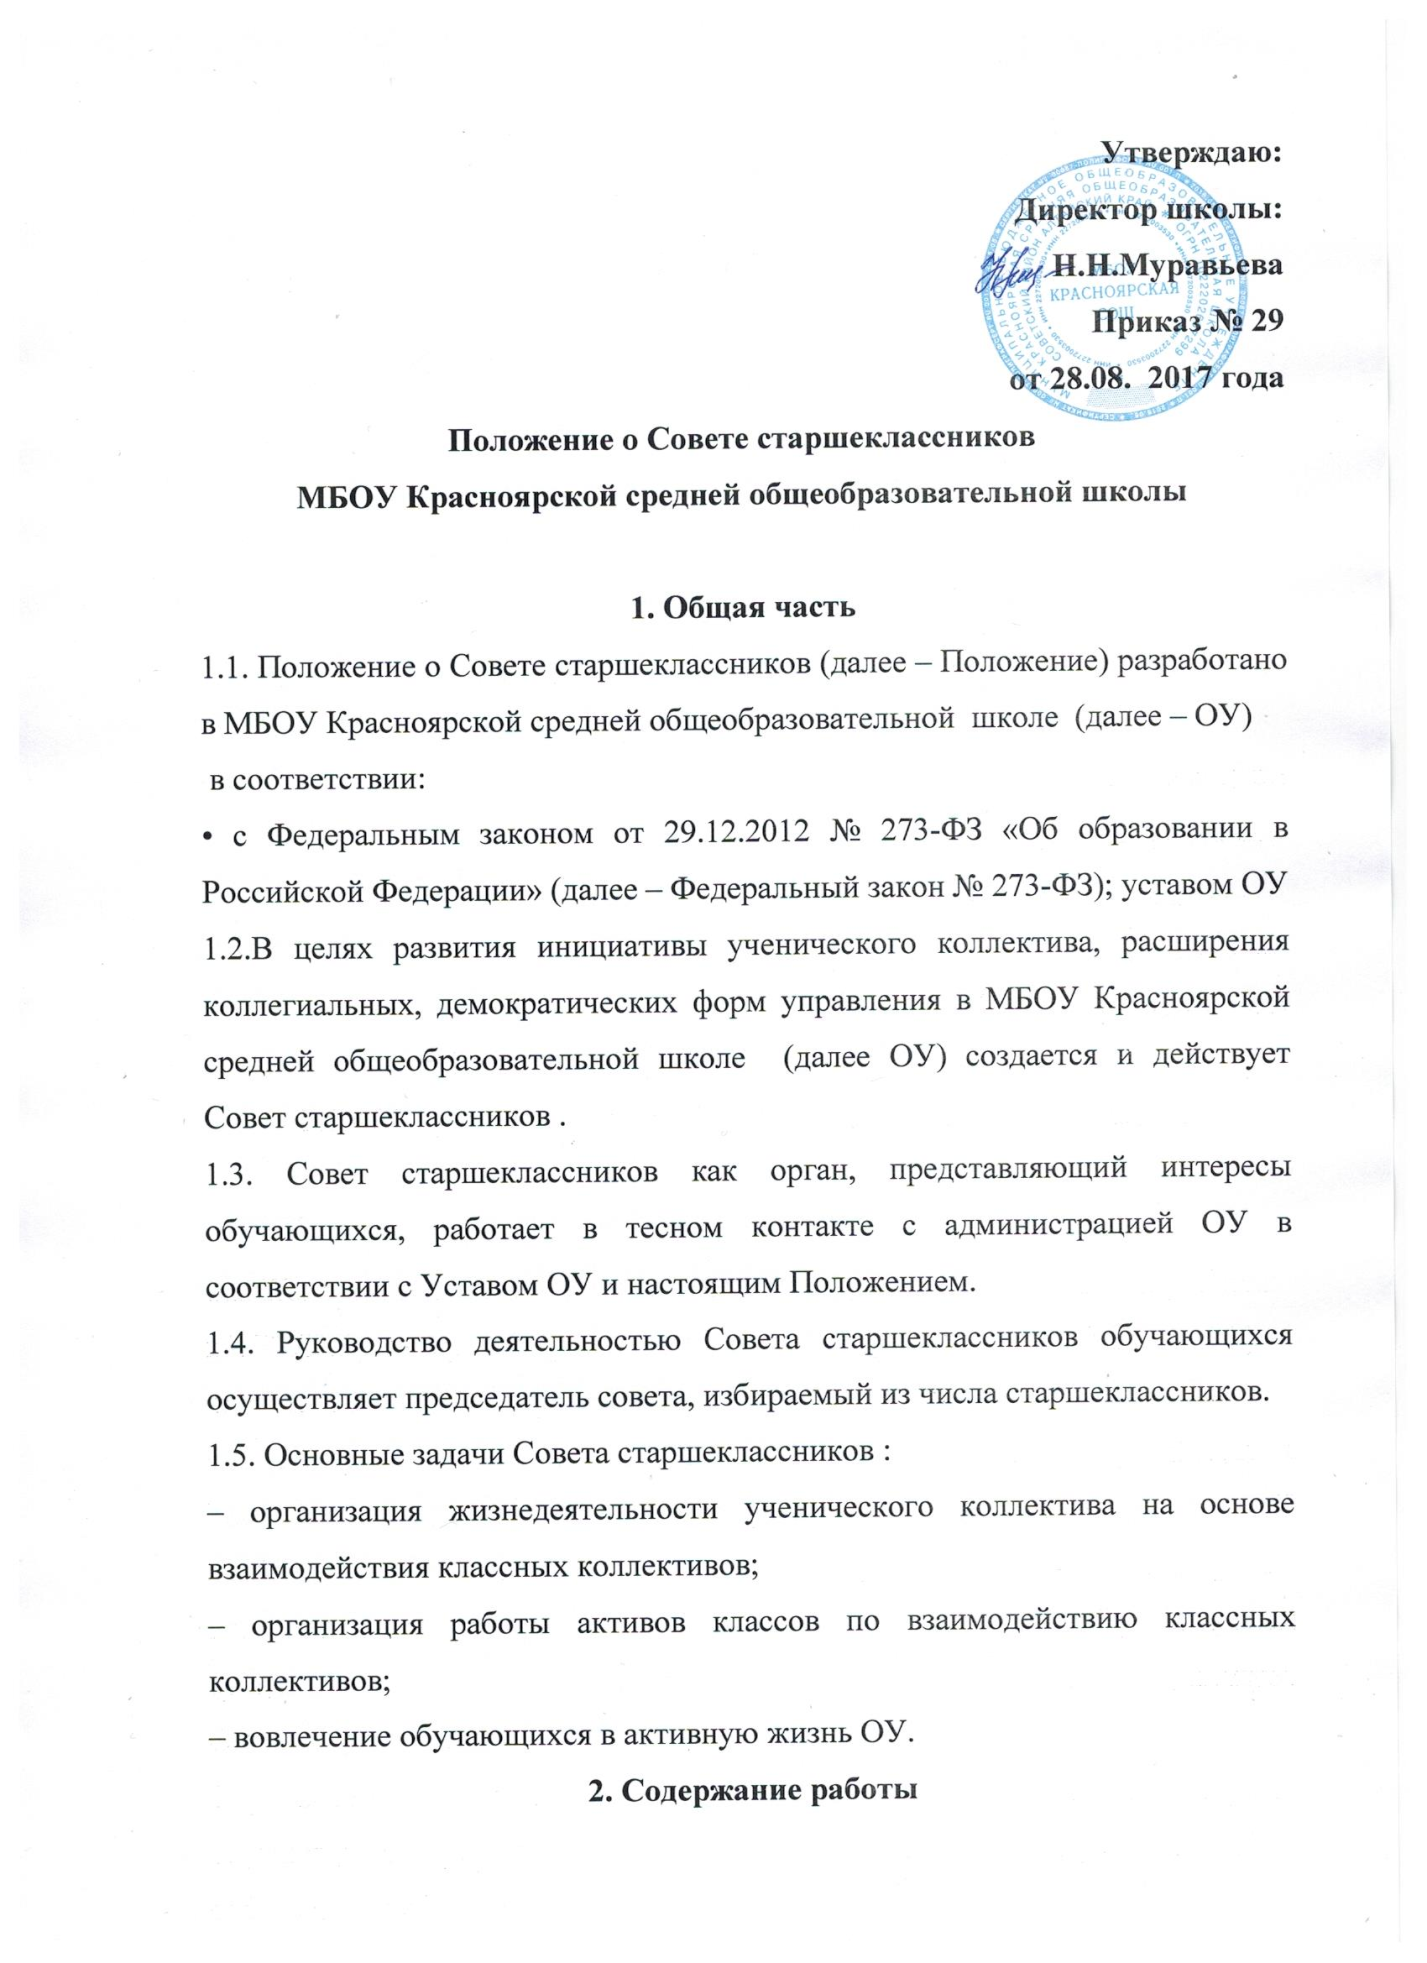 Утверждаю:
Директор школы:
Н.Н.Муравьева
КРАСНОЯРСКАЯ
СОШ
Приказ № 29
от 28.08.  2017 года
Положение о Совете старшеклассников
МБОУ Красноярской средней общеобразовательной школы
1. Общая часть
1.1. Положение о Совете старшеклассников (далее – Положение) разработано
в МБОУ Красноярской средней общеобразовательной  школе  (далее – ОУ)
в соответствии:
• с Федеральным законом от 29.12.2012 № 273-ФЗ «Об образовании в
Российской Федерации» (далее – Федеральный закон № 273-ФЗ); уставом ОУ
1.2.В целях развития инициативы ученического коллектива, расширения
коллегиальных, демократических форм управления в МБОУ Красноярской
средней общеобразовательной школе  (далее ОУ) создается и действует
Совет старшеклассников .
1.3. Совет старшеклассников как орган, представляющий интересы
обучающихся, работает в тесном контакте с администрацией ОУ в
соответствии с Уставом ОУ и настоящим Положением.
1.4. Руководство деятельностью Совета старшеклассников обучающихся
осуществляет председатель совета, избираемый из числа старшеклассников.
1.5. Основные задачи Совета старшеклассников :
– организация жизнедеятельности ученического коллектива на основе
взаимодействия классных коллективов;
– организация работы активов классов по взаимодействию классных
коллективов;
– вовлечение обучающихся в активную жизнь ОУ.
2. Содержание работы